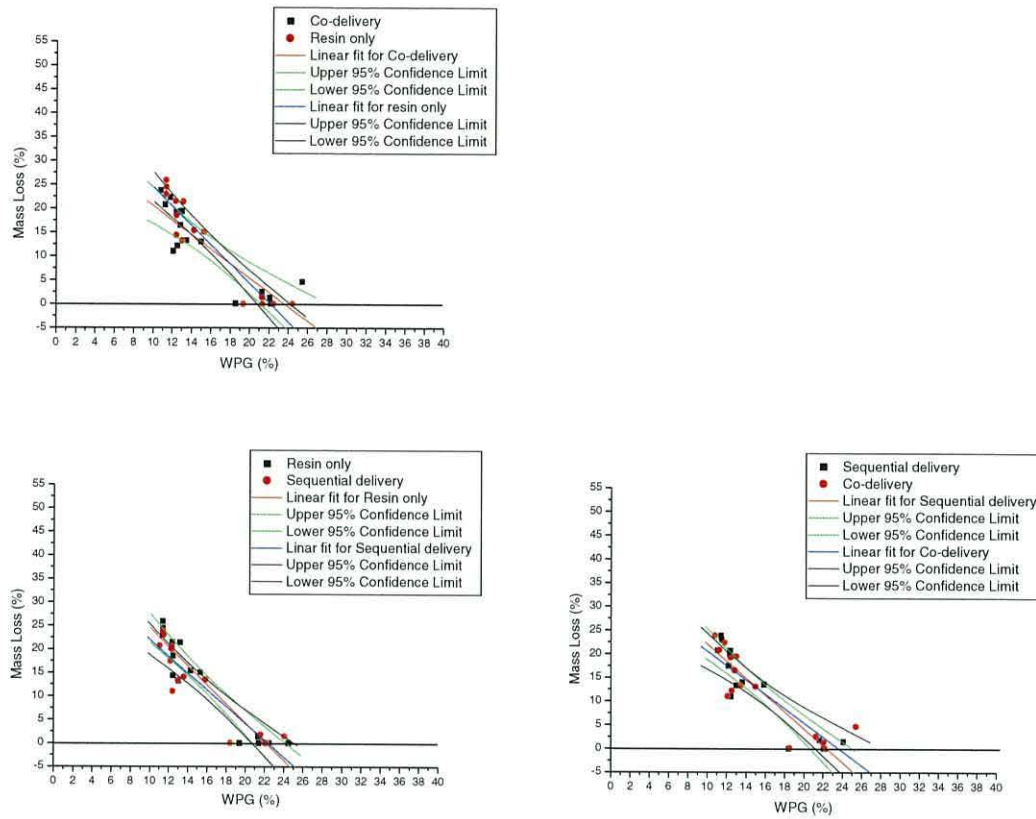 Co-delivery
Resin only
Linear fit for Co-delivery
Upper 95% Confidence Limit
Lower 95% Confidence Limit
Linear fit for resin only
Upper 95% Confidence Limit
Lower 95% Confidence Limit
Mass Loss (%)
55
50
45
40
35
30
25
20
15
10
5
0
-5
0 2 4 6 8 10 12 14 16 18 20 22 24 26 28 30 32 34 36 38 40
WPG (%)
Resin only
Sequential delivery
Linear fit for Resin only
Upper 95% Confidence Limit
Lower 95% Confidence Limit
Linar fit for Sequential delivery
Upper 95% Confidence Limit
Lower 95% Confidence Limit
Mass Loss (%)
55
50
45
40
35
30
25
20
15
10
5
0
-5
0 2 4 6 8 10 12 14 16 18 20 22 24 26 28 30 32 34 36 38 40
WPG (%)
Sequential delivery
Co-delivery
Linear fit for Sequential delivery
Upper 95% Confidence Limit
Lower 95% Confidence Limit
Linear fit for Co-delivery
Upper 95% Confidence Limit
Lower 95% Confidence Limit
Mass Loss (%)
55
50
45
40
35
30
25
20
15
10
5
0
-5
0 2 4 6 8 10 12 14 16 18 20 22 24 26 28 30 32 34 36 38 40
WPG (%)